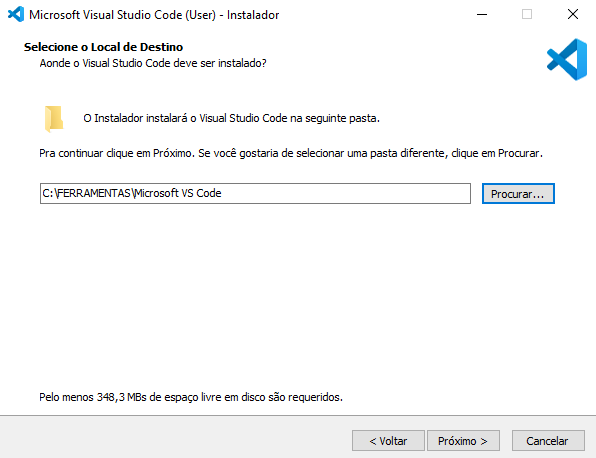 Microsoft Visual Studio Code (User) - Instalador
Selecione o Local de Destino
Aonde o Visual Studio Code deve ser instalado?
O Instalador instalará o Visual Studio Code na seguinte pasta.
Pra continuar clique em Próximo. Se você gostaria de selecionar uma pasta diferente, clique em Procurar.
C:\FERRAMENTAS\Microsoft VS Code
Procurar...
Pelo menos 348,3 MBs de espaço livre em disco são requeridos.
< Voltar
Próximo >
Cancelar